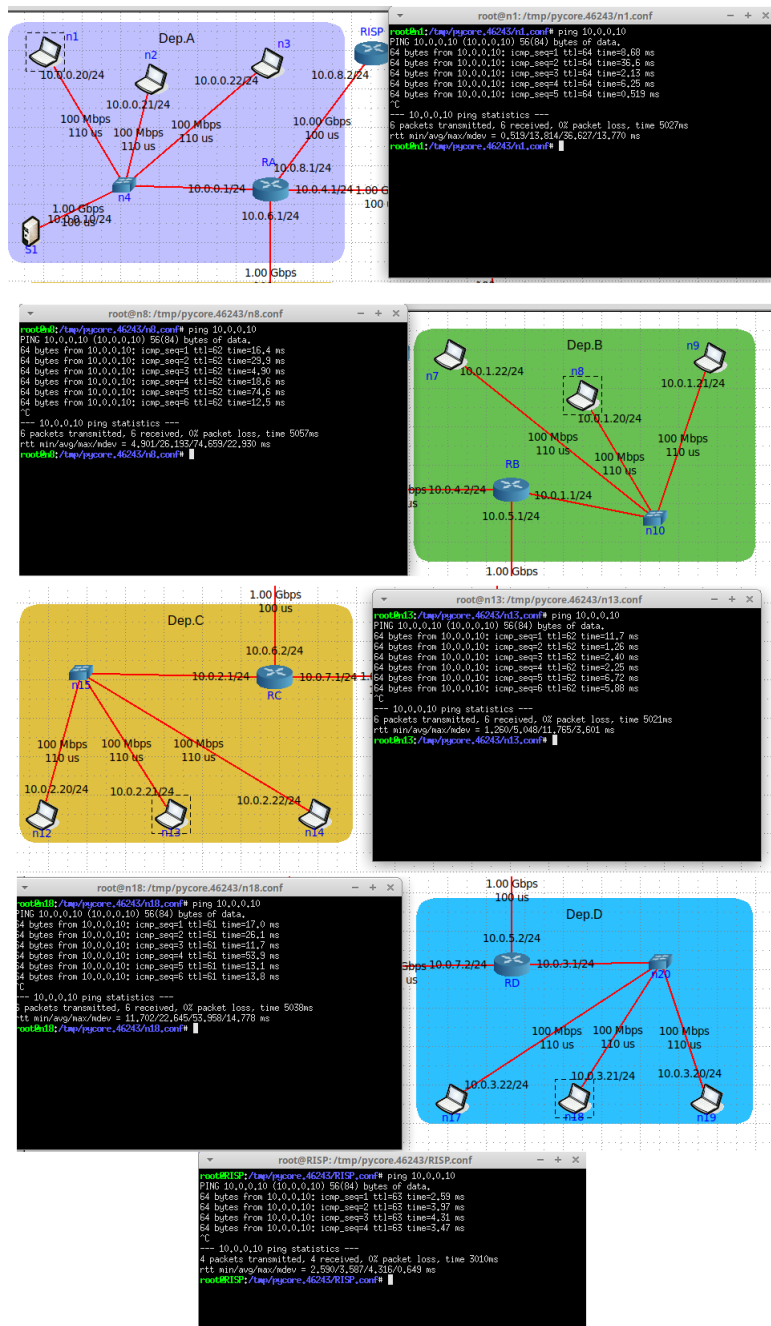 Dep.A
n1
n2
n3
RISP
10.0.0.20/24
10.0.0.21/24
10.0.0.22/24
10.0.8.2/24
100 Mbps
110 us
100 Mbps
110 us
100 Mbps
110 us
10.00 Gbps
100 us
RA
10.0.8.1/24
n4
10.0.0.1/24
10.0.4.1/24
1.00 G
100
10.0.6.1/24
1.00 Gbps
100 us
10.0.0.10/24
S1
1.00 Gbps
root@n1: /tmp/pycore.46243/n1.conf
root@n1:/tmp/pycore.46243/n1.conf# ping 10.0.0.10
PING 10.0.0.10 (10.0.0.10) 56(84) bytes of data.
64 bytes from 10.0.0.10: icmp_seq=1 ttl=64 time=8.68 ms
64 bytes from 10.0.0.10: icmp_seq=2 ttl=64 time=36.6 ms
64 bytes from 10.0.0.10: icmp_seq=3 ttl=64 time=2.13 ms
64 bytes from 10.0.0.10: icmp_seq=4 ttl=64 time=6.25 ms
64 bytes from 10.0.0.10: icmp_seq=5 ttl=64 time=0.519 ms
^C
--- 10.0.0.10 ping statistics ---
6 packets transmitted, 6 received, 0% packet loss, time 5027ms
rtt min/avg/max/mdev = 0.519/13.814/36.627/13.770 ms
root@n1:/tmp/pycore.46243/n1.conf#
root@n8: /tmp/pycore.46243/n8.conf
root@n8:/tmp/pycore.46243/n8.conf# ping 10.0.0.10
PING 10.0.0.10 (10.0.0.10) 56(84) bytes of data.
64 bytes from 10.0.0.10: icmp_seq=1 ttl=62 time=16.4 ms
64 bytes from 10.0.0.10: icmp_seq=2 ttl=62 time=29.9 ms
64 bytes from 10.0.0.10: icmp_seq=3 ttl=62 time=4.90 ms
64 bytes from 10.0.0.10: icmp_seq=4 ttl=62 time=18.6 ms
64 bytes from 10.0.0.10: icmp_seq=5 ttl=62 time=74.6 ms
64 bytes from 10.0.0.10: icmp_seq=6 ttl=62 time=12.5 ms
^C
--- 10.0.0.10 ping statistics ---
6 packets transmitted, 6 received, 0% packet loss, time 5057ms
rtt min/avg/max/mdev = 4.901/26.193/74.659/22.930 ms
root@n8:/tmp/pycore.46243/n8.conf#
Dep.B
n7
n8
n9
10.0.1.22/24
10.0.1.20/24
10.0.1.21/24
100 Mbps
110 us
100 Mbps
110 us
100 Mbps
110 us
RB
bps
us
10.0.4.2/24
10.0.1.1/24
10.0.5.1/24
n10
1.00 Gbps
1.00 Gbps
100 us
Dep.C
10.0.6.2/24
n15
10.0.2.1/24
10.0.7.1/24
1
RC
100 Mbps
110 us
100 Mbps
110 us
100 Mbps
110 us
10.0.2.20/24
10.0.2.21/24
10.0.2.22/24
n12
n13
n14
root@n13: /tmp/pycore.46243/n13.conf
root@n13:/tmp/pycore.46243/n13.conf# ping 10.0.0.10
PING 10.0.0.10 (10.0.0.10) 56(84) bytes of data.
64 bytes from 10.0.0.10: icmp_seq=1 ttl=62 time=11.7 ms
64 bytes from 10.0.0.10: icmp_seq=2 ttl=62 time=1.26 ms
64 bytes from 10.0.0.10: icmp_seq=3 ttl=62 time=2.40 ms
64 bytes from 10.0.0.10: icmp_seq=4 ttl=62 time=2.25 ms
64 bytes from 10.0.0.10: icmp_seq=5 ttl=62 time=6.72 ms
64 bytes from 10.0.0.10: icmp_seq=6 ttl=62 time=5.88 ms
^C
--- 10.0.0.10 ping statistics ---
6 packets transmitted, 6 received, 0% packet loss, time 5021ms
rtt min/avg/max/mdev = 1.260/5.048/11.765/3.601 ms
root@n13:/tmp/pycore.46243/n13.conf#
root@n18: /tmp/pycore.46243/n18.conf
root@n18:/tmp/pycore.46243/n18.conf# ping 10.0.0.10
PING 10.0.0.10 (10.0.0.10) 56(84) bytes of data.
64 bytes from 10.0.0.10: icmp_seq=1 ttl=61 time=17.0 ms
64 bytes from 10.0.0.10: icmp_seq=2 ttl=61 time=26.1 ms
64 bytes from 10.0.0.10: icmp_seq=3 ttl=61 time=11.7 ms
64 bytes from 10.0.0.10: icmp_seq=4 ttl=61 time=53.9 ms
64 bytes from 10.0.0.10: icmp_seq=5 ttl=61 time=13.1 ms
64 bytes from 10.0.0.10: icmp_seq=6 ttl=61 time=13.8 ms
^C
--- 10.0.0.10 ping statistics ---
6 packets transmitted, 6 received, 0% packet loss, time 5038ms
rtt min/avg/max/mdev = 11.702/22.645/53.958/14.778 ms
root@n18:/tmp/pycore.46243/n18.conf#
1.00 Gbps
100 us
Dep.D
10.0.5.2/24
Gbps
us
10.0.7.2/24
10.0.3.1/24
RD
n20
100 Mbps
110 us
100 Mbps
110 us
100 Mbps
110 us
10.0.3.22/24
10.0.3.21/24
10.0.3.20/24
n17
n18
n19
root@RISP: /tmp/pycore.46243/RISP.conf
root@RISP:/tmp/pycore.46243/RISP.conf# ping 10.0.0.10
PING 10.0.0.10 (10.0.0.10) 56(84) bytes of data.
64 bytes from 10.0.0.10: icmp_seq=1 ttl=63 time=2.59 ms
64 bytes from 10.0.0.10: icmp_seq=2 ttl=63 time=3.97 ms
64 bytes from 10.0.0.10: icmp_seq=3 ttl=63 time=4.31 ms
64 bytes from 10.0.0.10: icmp_seq=4 ttl=63 time=3.47 ms
^C
--- 10.0.0.10 ping statistics ---
4 packets transmitted, 4 received, 0% packet loss, time 3010ms
rtt min/avg/max/mdev = 2.590/3.587/4.316/0.649 ms
root@RISP:/tmp/pycore.46243/RISP.conf#